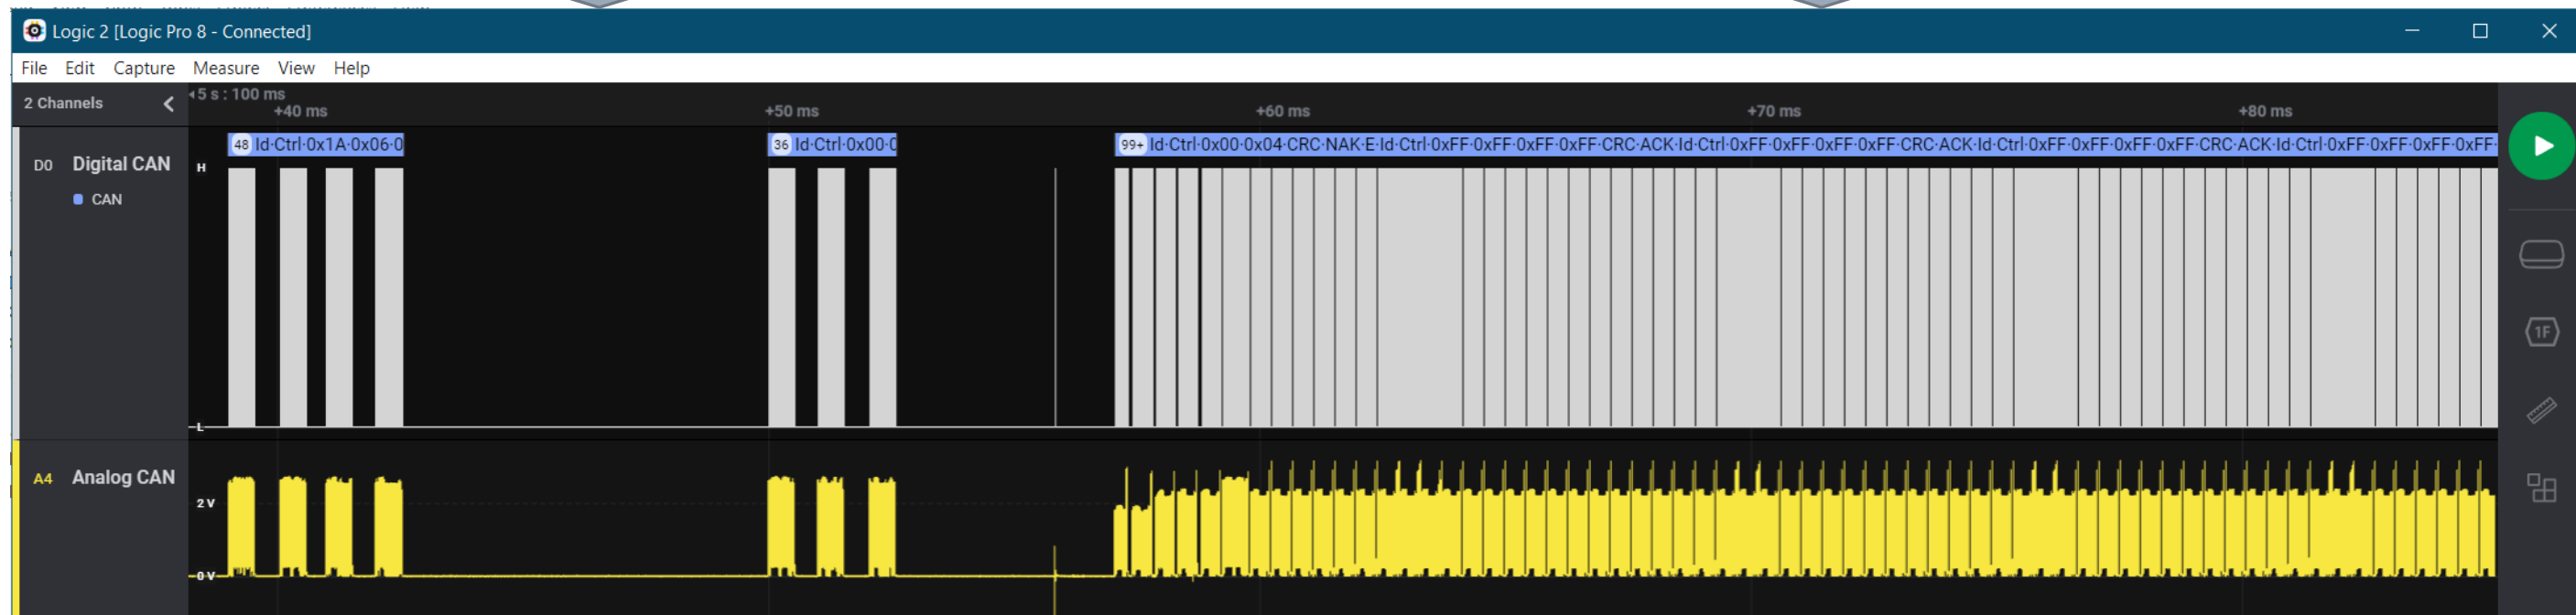 Logic 2 [Logic Pro 8 - Connected]
File Edit Capture Measure View Help
2 Channels
5 s : 100 ms
+40 ms +50 ms +60 ms +70 ms +80 ms
48 Id·Ctrl·0x1A·0x06·0
36 Id·Ctrl·0x00·0
99+ Id·Ctrl·0x00·0x04·CRC·NAK·E·Id·Ctrl·0xFF·0xFF·0xFF·0xFF·CRC·ACK·Id·Ctrl·0xFF·0xFF·0xFF·0xFF·CRC·ACK·Id·Ctrl·0xFF·0xFF·0xFF·0xFF·CRC·ACK·Id·Ctrl·0xFF·0xFF·0xFF·0xFF·
D0 Digital CAN
H
CAN
L
A4 Analog CAN
2 V
0 V
1F